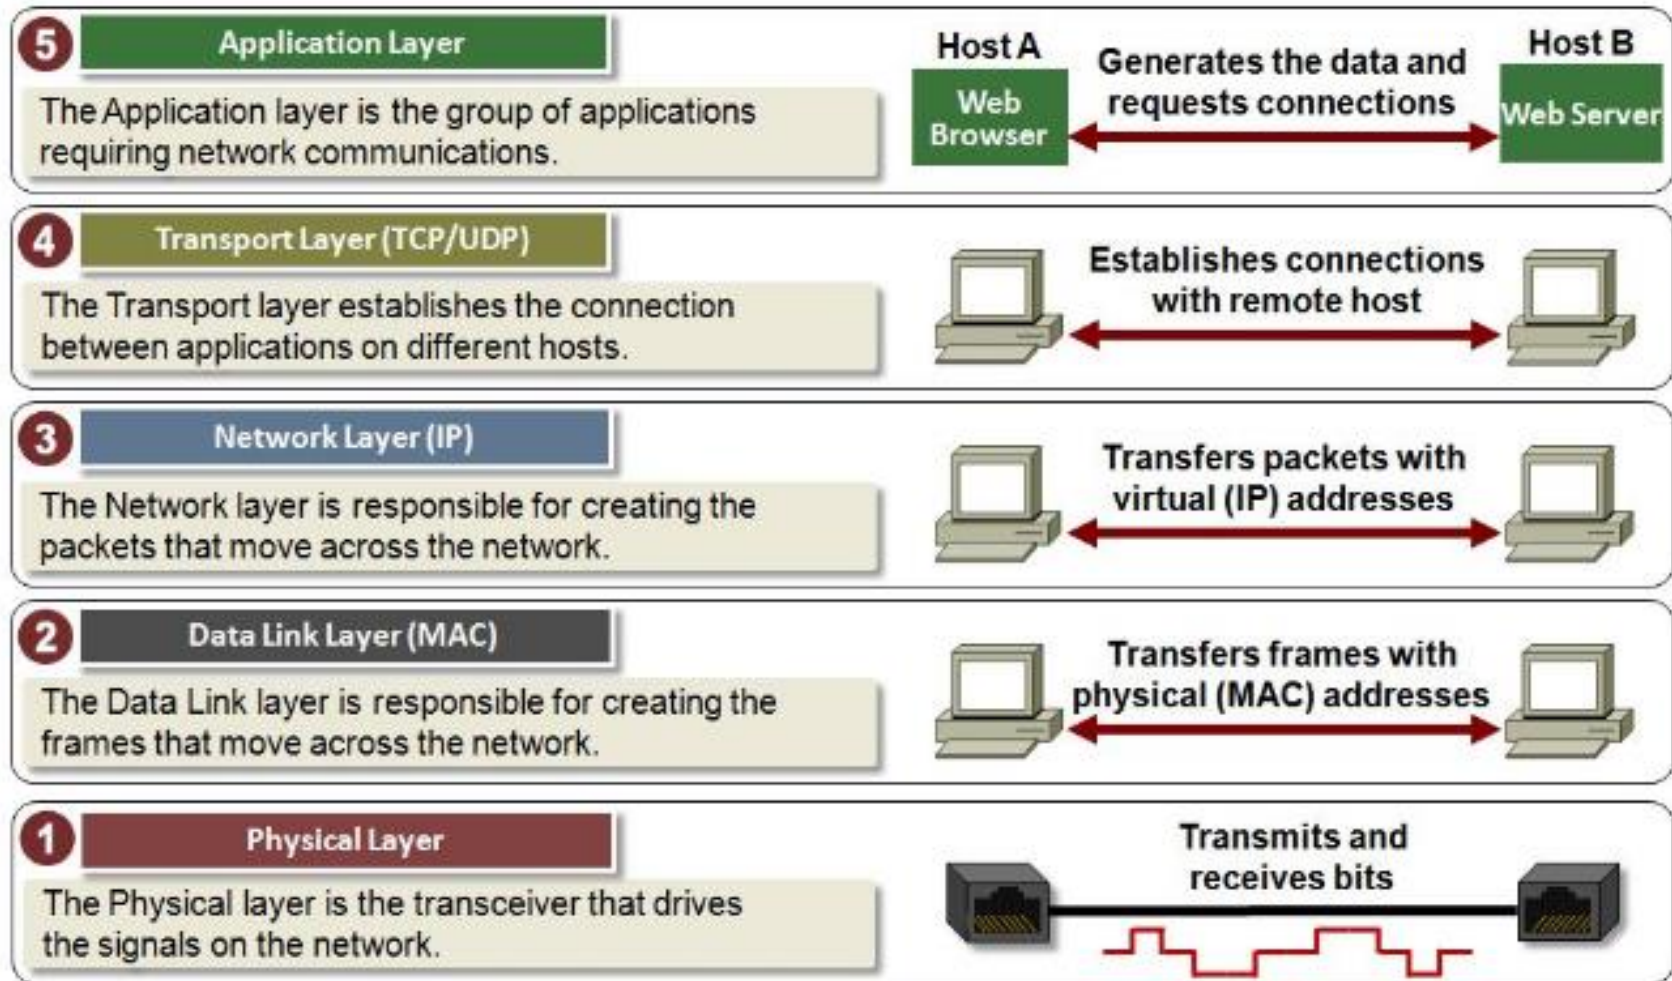 5
Application Layer
The Application layer is the group of applications
requiring network communications.
Host A
Web
Browser
Generates the data and
requests connections
Host B
Web Server
4
Transport Layer (TCP/UDP)
The Transport layer establishes the connection
between applications on different hosts.
Establishes connections
with remote host
3
Network Layer (IP)
The Network layer is responsible for creating the
packets that move across the network.
Transfers packets with
virtual (IP) addresses
2
Data Link Layer (MAC)
The Data Link layer is responsible for creating the
frames that move across the network.
Transfers frames with
physical (MAC) addresses
1
Physical Layer
The Physical layer is the transceiver that drives
the signals on the network.
Transmits and
receives bits